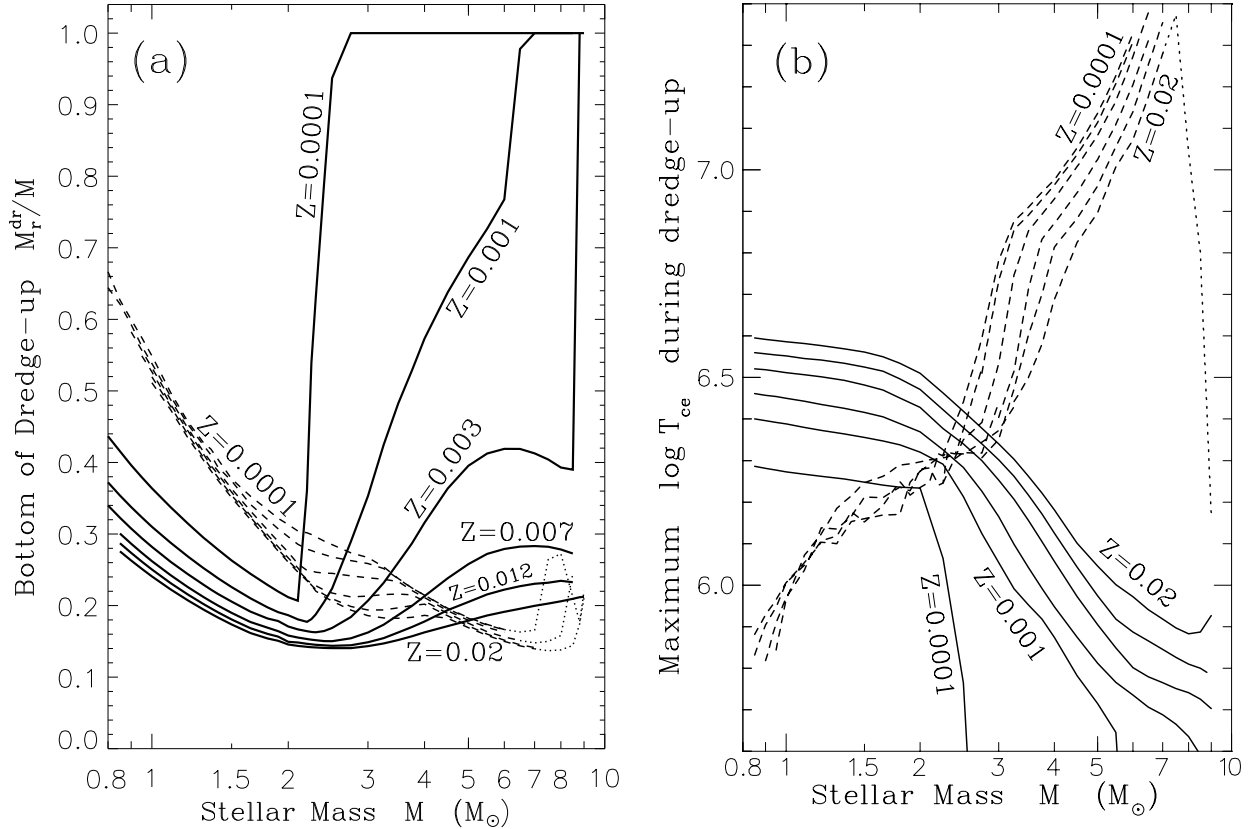 (a)
Bottom of Dredge-up M_r^dr/M
1.0
0.9
0.8
0.7
0.6
0.5
0.4
0.3
0.2
0.1
0.0
Z=0.0001
Z=0.001
Z=0.003
Z=0.0001
Z=0.007
Z=0.012
Z=0.02
0.8 1 1.5 2 3 4 5 6 7 8 10
Stellar Mass M (M⊙)
(b)
Maximum log T_ce during dredge-up
7.0
6.5
6.0
Z=0.0001
Z=0.02
Z=0.02
Z=0.001
Z=0.0001
0.8 1 1.5 2 3 4 5 6 7 10
Stellar Mass M (M⊙)